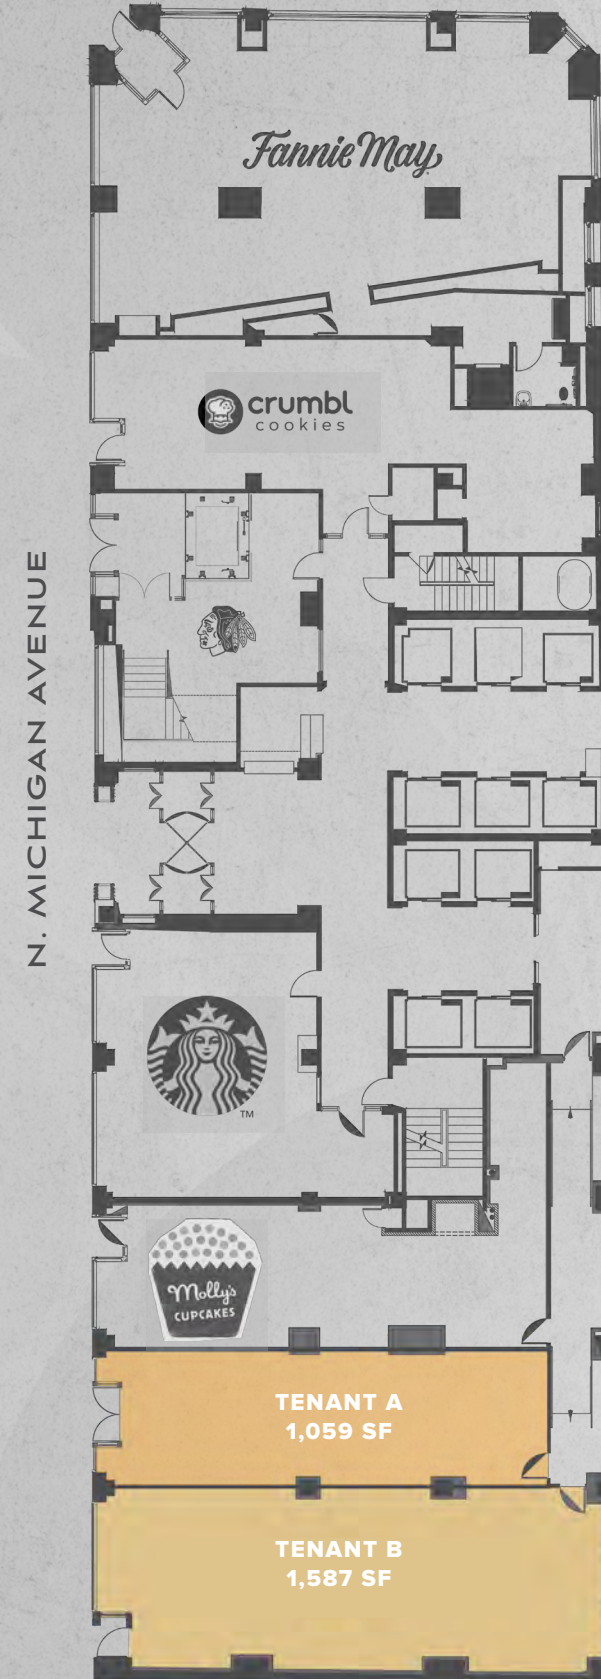 Fannie May
crumbl
cookies
N. MICHIGAN AVENUE
TM
Molly's
CUPCAKES
TENANT A
1,059 SF
TENANT B
1,587 SF